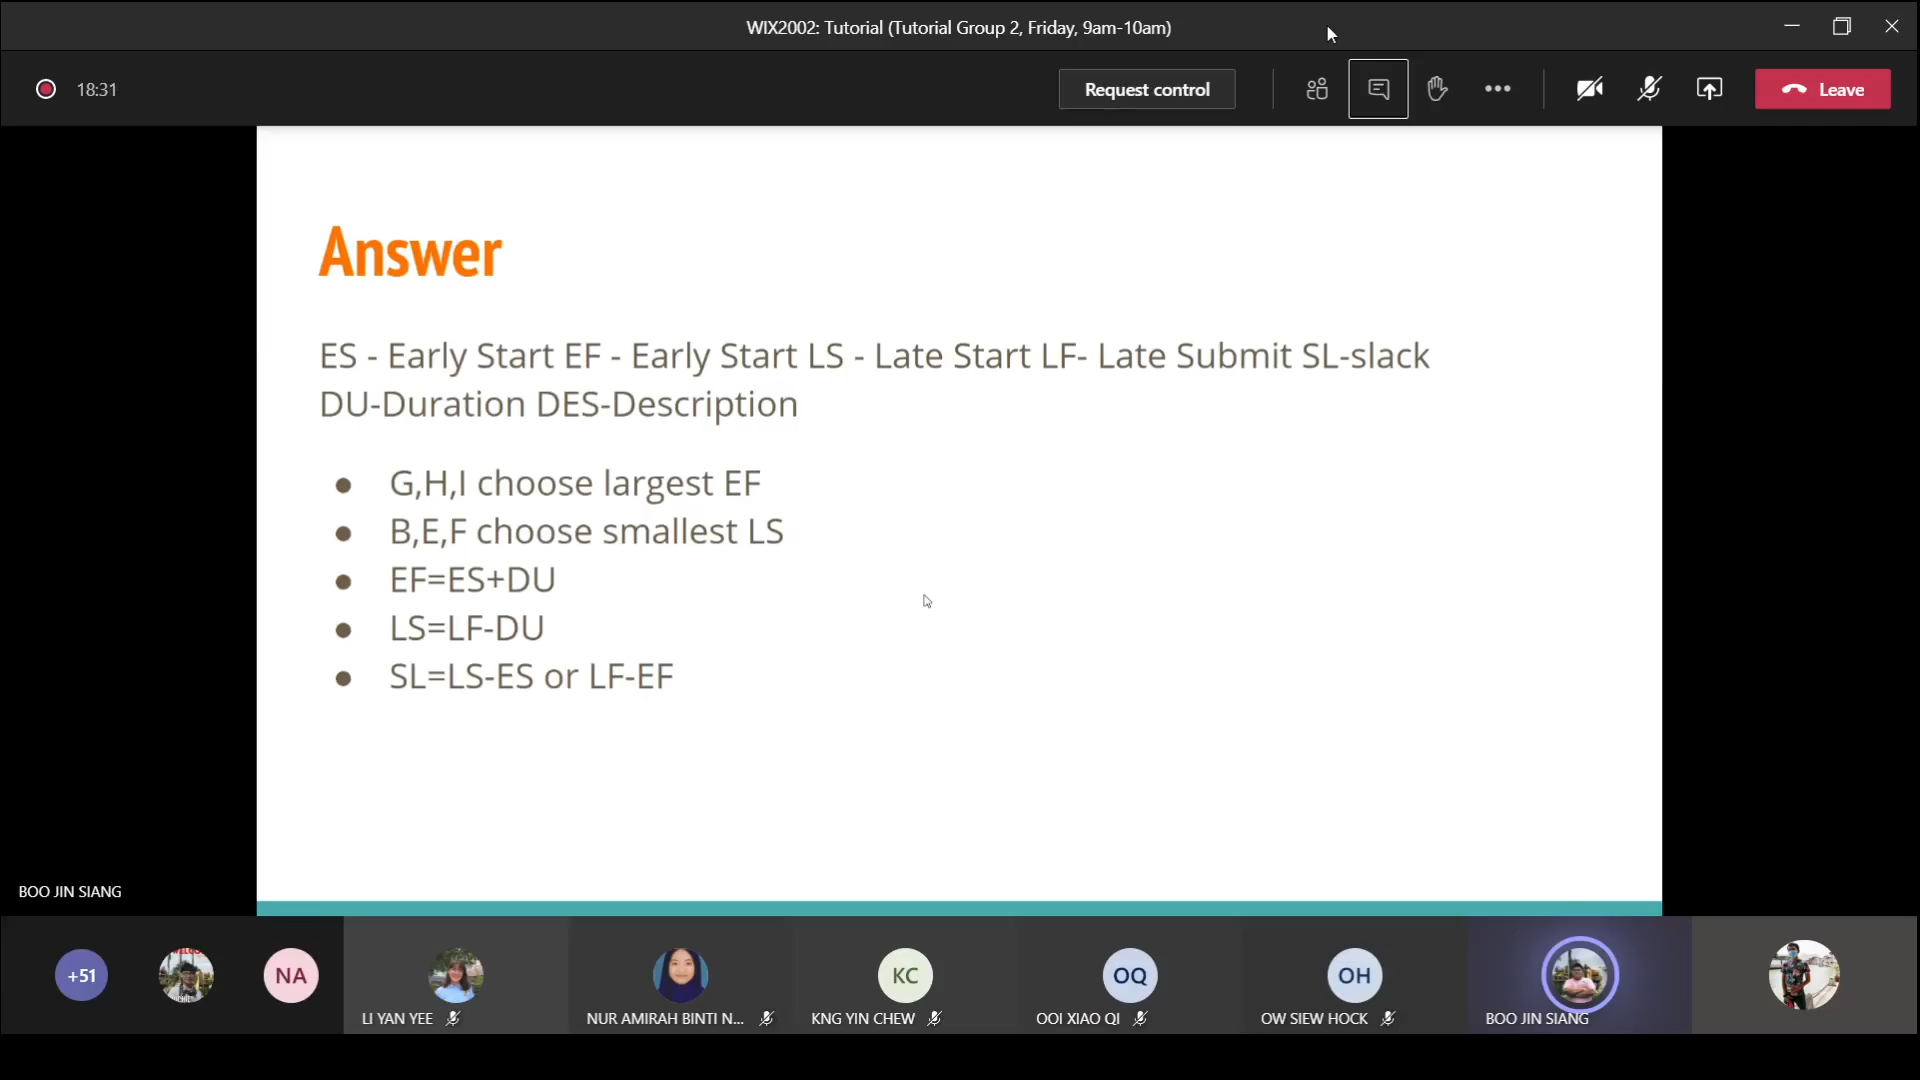 WIX2002: Tutorial (Tutorial Group 2, Friday, 9am-10am)
18:31
Request control
Leave
Answer
ES - Early Start EF - Early Start LS - Late Start LF- Late Submit SL-slack
DU-Duration DES-Description
● G,H,I choose largest EF
● B,E,F choose smallest LS
● EF=ES+DU
● LS=LF-DU
● SL=LS-ES or LF-EF
BOO JIN SIANG
+51
NA
KC
OQ
OH
LI YAN YEE
NUR AMIRAH BINTI N...
KNG YIN CHEW
OOI XIAO QI
OW SIEW HOCK
BOO JIN SIANG